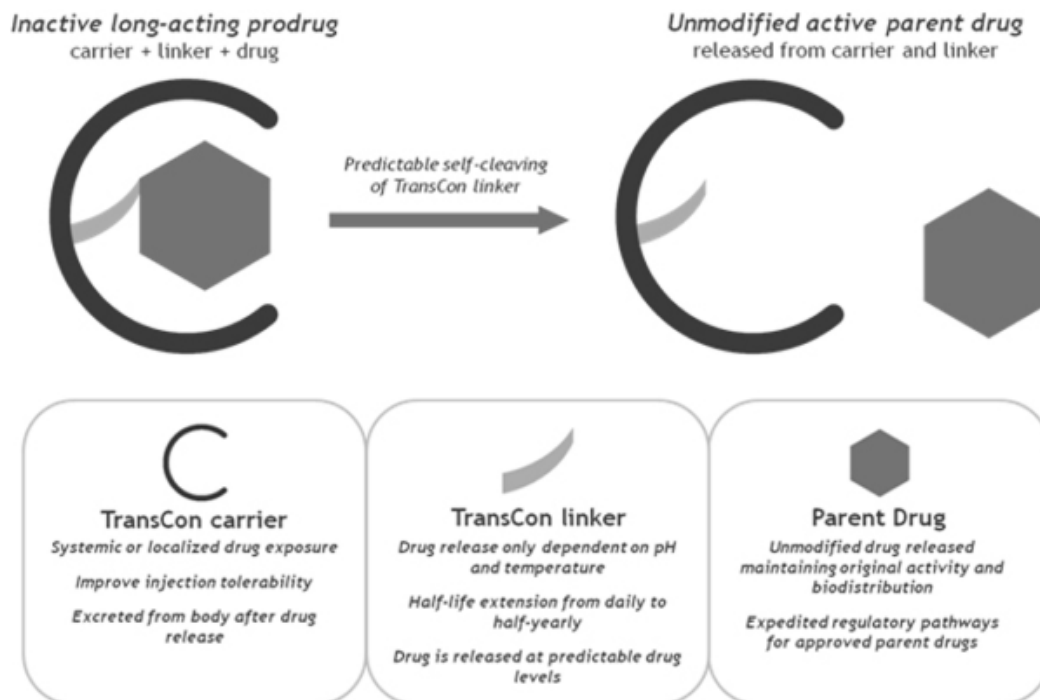 Inactive long-acting prodrug
carrier + linker + drug
Unmodified active parent drug
released from carrier and linker
Predictable self-cleaving
of TransCon linker
TransCon carrier
Systemic or localized drug exposure
Improve injection tolerability
Excreted from body after drug
release
TransCon linker
Drug release only dependent on pH
and temperature
Half-life extension from daily to
half-yearly
Drug is released at predictable drug
levels
Parent Drug
Unmodified drug released
maintaining original activity and
biodistribution
Expedited regulatory pathways
for approved parent drugs